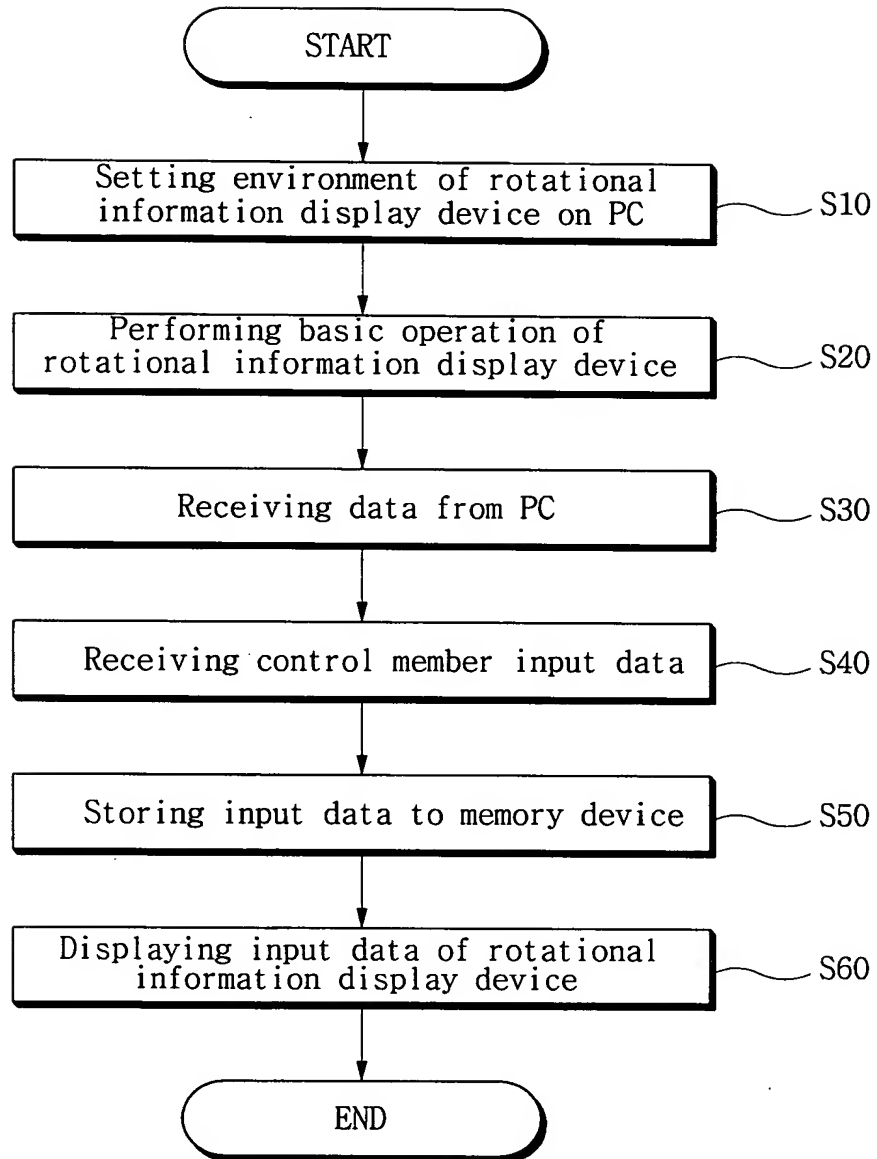 START
Setting environment of rotational
information display device on PC
S10
Performing basic operation of
rotational information display device
S20
Receiving data from PC
S30
Receiving control member input data
S40
Storing input data to memory device
S50
Displaying input data of rotational
information display device
S60
END